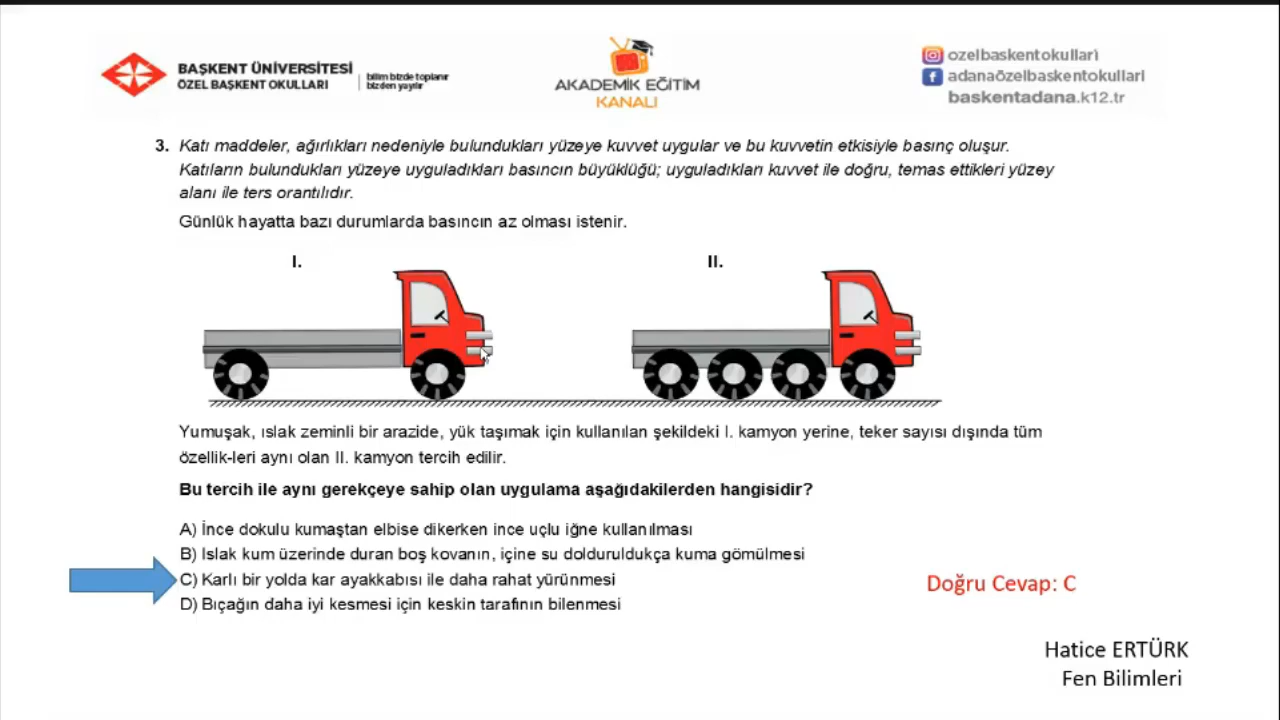 BAŞKENT ÜNİVERSİTESİ
ÖZEL BAŞKENT OKULLARI
bilim bizde toplanır
bizden yayılır
AKADEMİK EĞİTİM
KANALI
ozelbaskentokullari
adanaözelbaskentokullari
baskentadana.k12.tr
3. Katı maddeler, ağırlıkları nedeniyle bulundukları yüzeye kuvvet uygular ve bu kuvvetin etkisiyle basınç oluşur.
Katıların bulundukları yüzeye uyguladıkları basıncın büyüklüğü; uyguladıkları kuvvet ile doğru, temas ettikleri yüzey
alanı ile ters orantılıdır.
Günlük hayatta bazı durumlarda basıncın az olması istenir.
I.
II.
Yumuşak, ıslak zeminli bir arazide, yük taşımak için kullanılan şekildeki I. kamyon yerine, teker sayısı dışında tüm
özellik-leri aynı olan II. kamyon tercih edilir.
Bu tercih ile aynı gerekçeye sahip olan uygulama aşağıdakilerden hangisidir?
A) İnce dokulu kumaştan elbise dikerken ince uçlu iğne kullanılması
B) Islak kum üzerinde duran boş kovanın, içine su dolduruldukça kuma gömülmesi
C) Karlı bir yolda kar ayakkabısı ile daha rahat yürünmesi
D) Bıçağın daha iyi kesmesi için keskin tarafının bilenmesi
Doğru Cevap: C
Hatice ERTÜRK
Fen Bilimleri